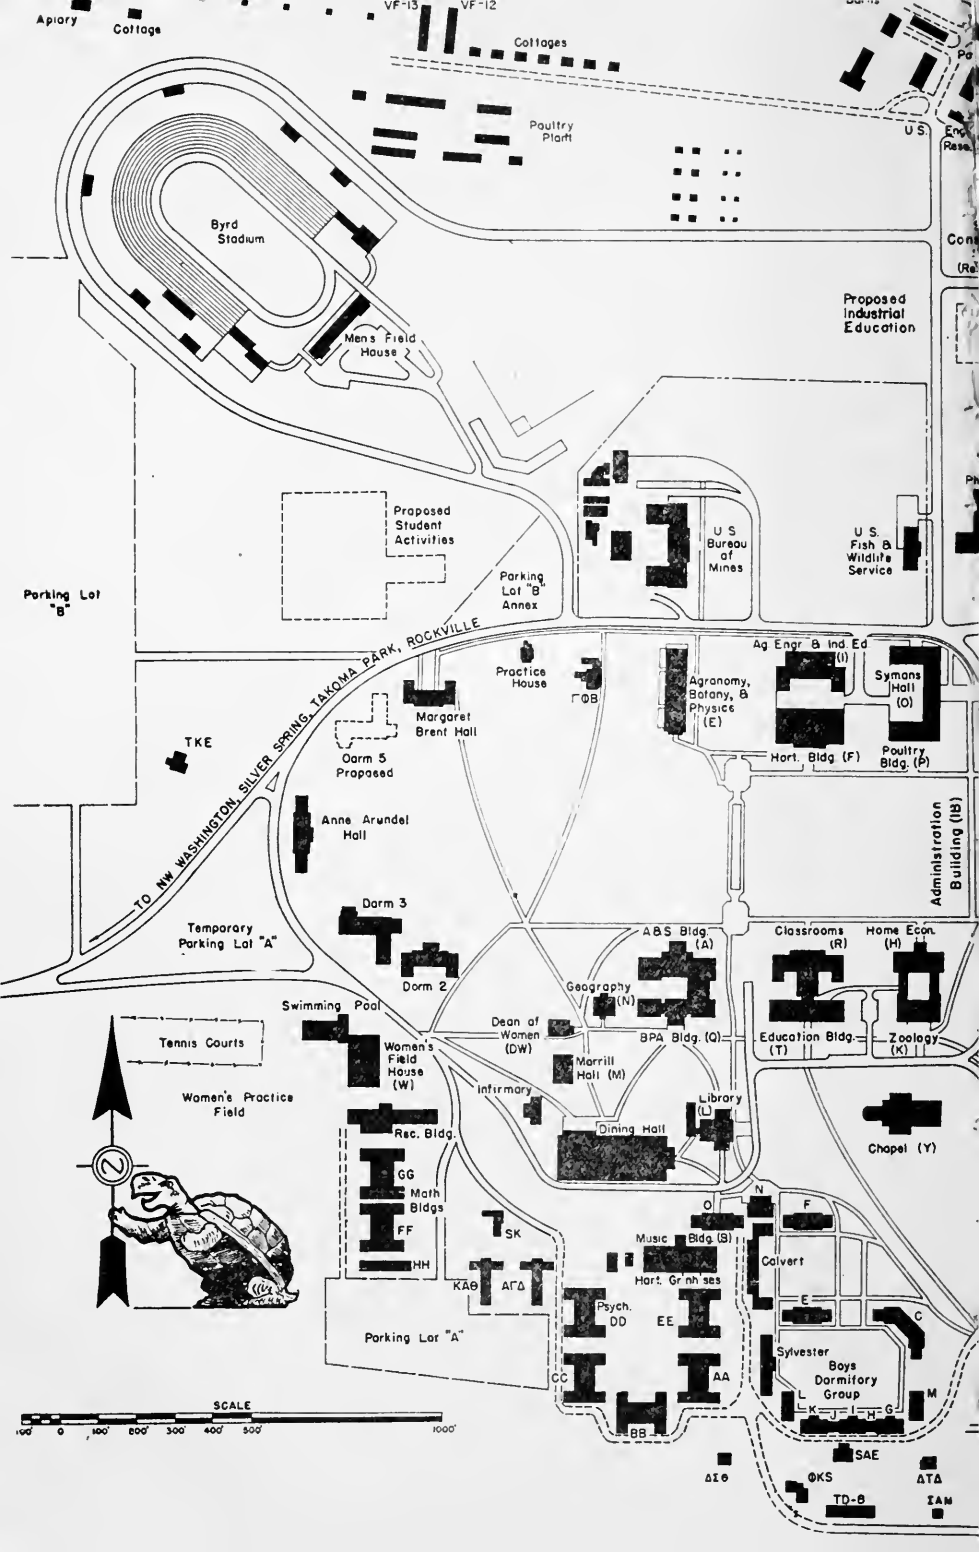 VF-13
VF-12
Apiary
Cottage
Cottages
Poultry
Plant
U S.
Byrd
Stadium
Men's Field
House
Proposed
Industrial
Education
Proposed
Student
Activities
Parking Lot
"B"
Parking
Lot "B"
Annex
U S
Bureau
of
Mines
U S.
Fish &
Wildlife
Service
TO NW WASHINGTON, SILVER SPRING, TAKOMA PARK, ROCKVILLE
Practice
House
ΓΦΒ
Ag Engr & Ind. Ed.
(I)
Agronomy,
Botany, &
Physics
(E)
Symons
Hall
(O)
Margaret
Brent Hall
Hort. Bldg (F)
Poultry
Bldg. (P)
TKE
Dorm 5
Proposed
Anne Arundel
Hall
Administration
Building (1B)
Dorm 3
Temporary
Parking Lot "A"
A&S Bldg.
(A)
Classrooms
(R)
Home Econ.
(H)
Dorm 2
Geography
(N)
Swimming Pool
Dean of
Women
(DW)
BPA Bldg. (Q)
Education Bldg.
(T)
Zoology
(K)
Tennis Courts
Women's
Field
House
(W)
Morrill
Hall (M)
Women's Practice
Field
Infirmary
Library
(L)
Rec. Bldg.
Dining Hall
Chapel (Y)
GG
Math
Bldgs
FF
HH
N
O
N
F
SK
Music Bldg. (B)
Calvert
ΚΑΘ
ΑΓΔ
Hort. Grnhses
Psych.
DD
EE
E
C
Parking Lot "A"
Sylvester
Boys
Dormitory
Group
CC
AA
L
M
K
J
I
H
G
SCALE
100' 0 100' 200' 300' 400' 500' 1000'
BB
SAE
ΔΣΘ
ΦKS
ΔΤΔ
TD-8
ΣAM